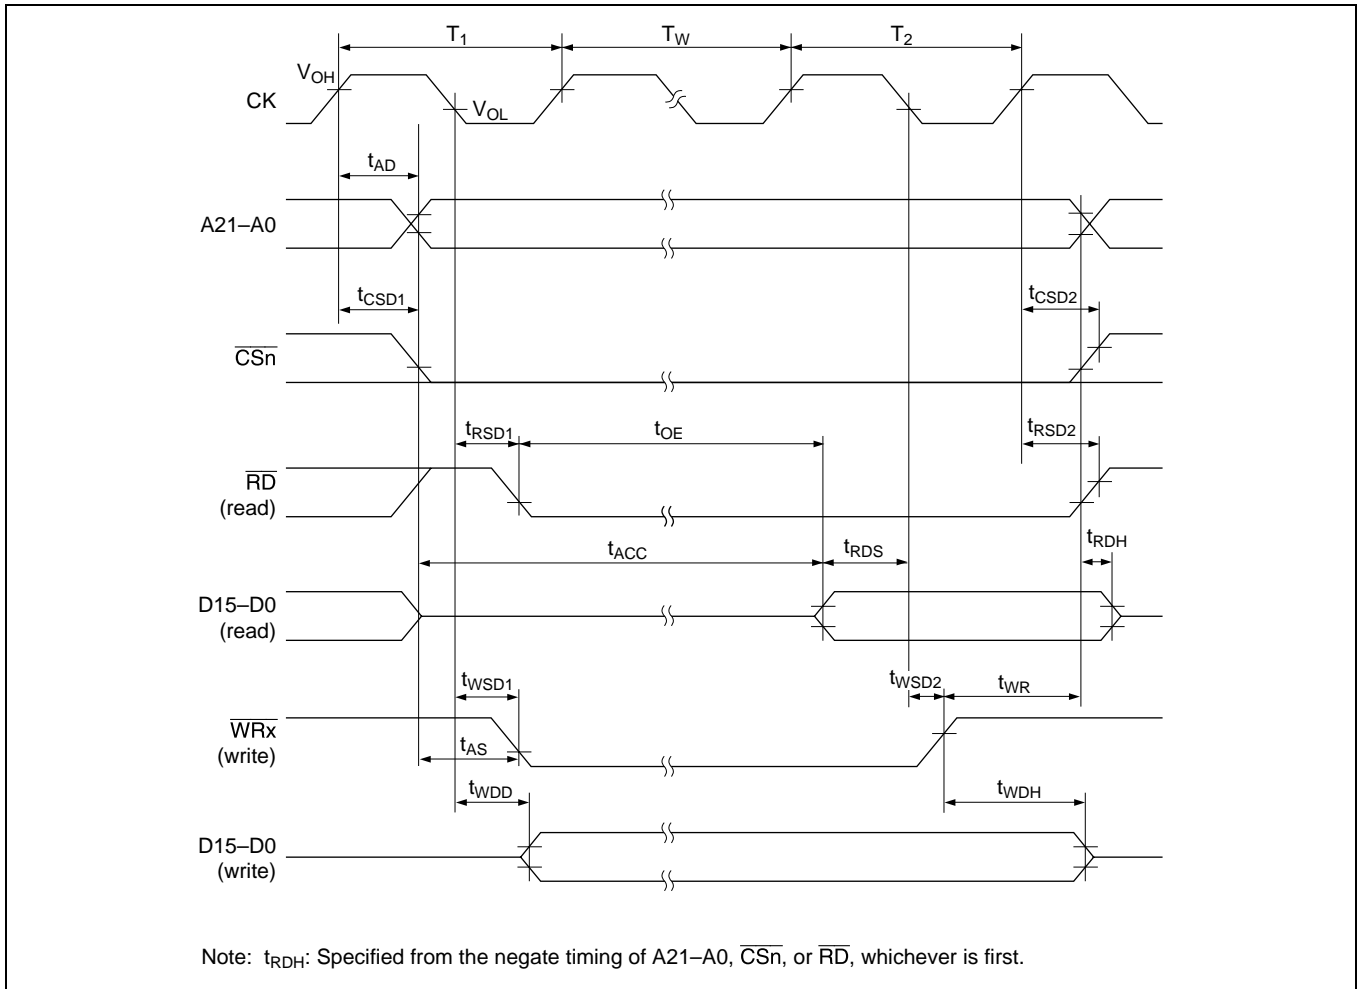 T1 TW T2
VOH
CK
VOL
tAD
A21–A0
tCSD1 tCSD2
CSn
tRSD1 tOE tRSD2
RD
(read)
tACC tRDS tRDH
D15–D0
(read)
tWSD1 tWSD2 tWR
WRx
(write)
tAS
tWDD tWDH
D15–D0
(write)
Note: tRDH: Specified from the negate timing of A21–A0, CSn, or RD, whichever is first.